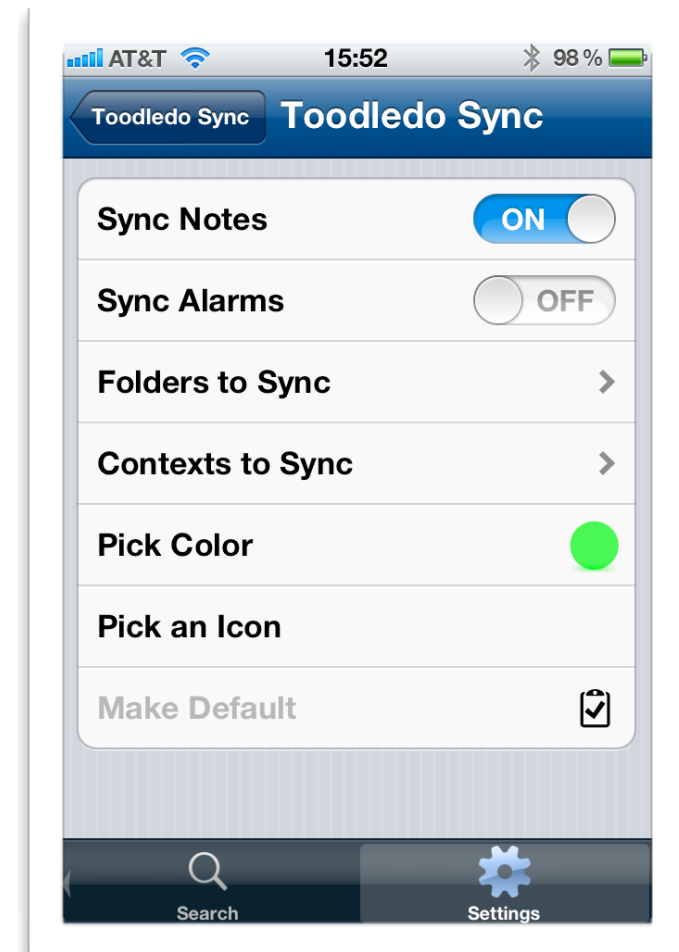 AT&T 15:52 98 %
Toodledo Sync Toodledo Sync
Sync Notes ON
Sync Alarms OFF
Folders to Sync
Contexts to Sync
Pick Color
Pick an Icon
Make Default
Search Settings